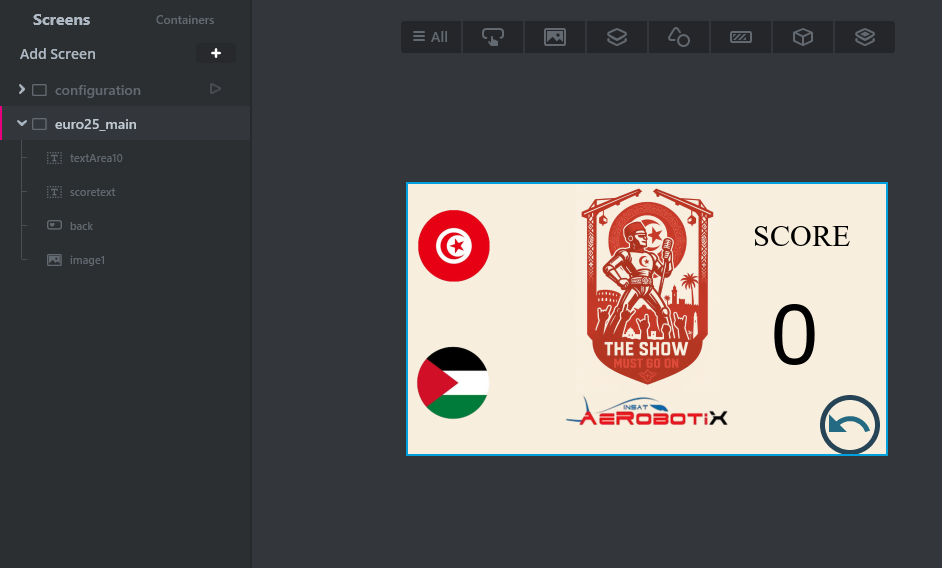 Screens
Containers
Add Screen
+
configuration
euro25_main
textArea10
scoretext
back
image1
All
THE SHOW
MUST GO ON
INSAT
AEROBOTIX
SCORE
0